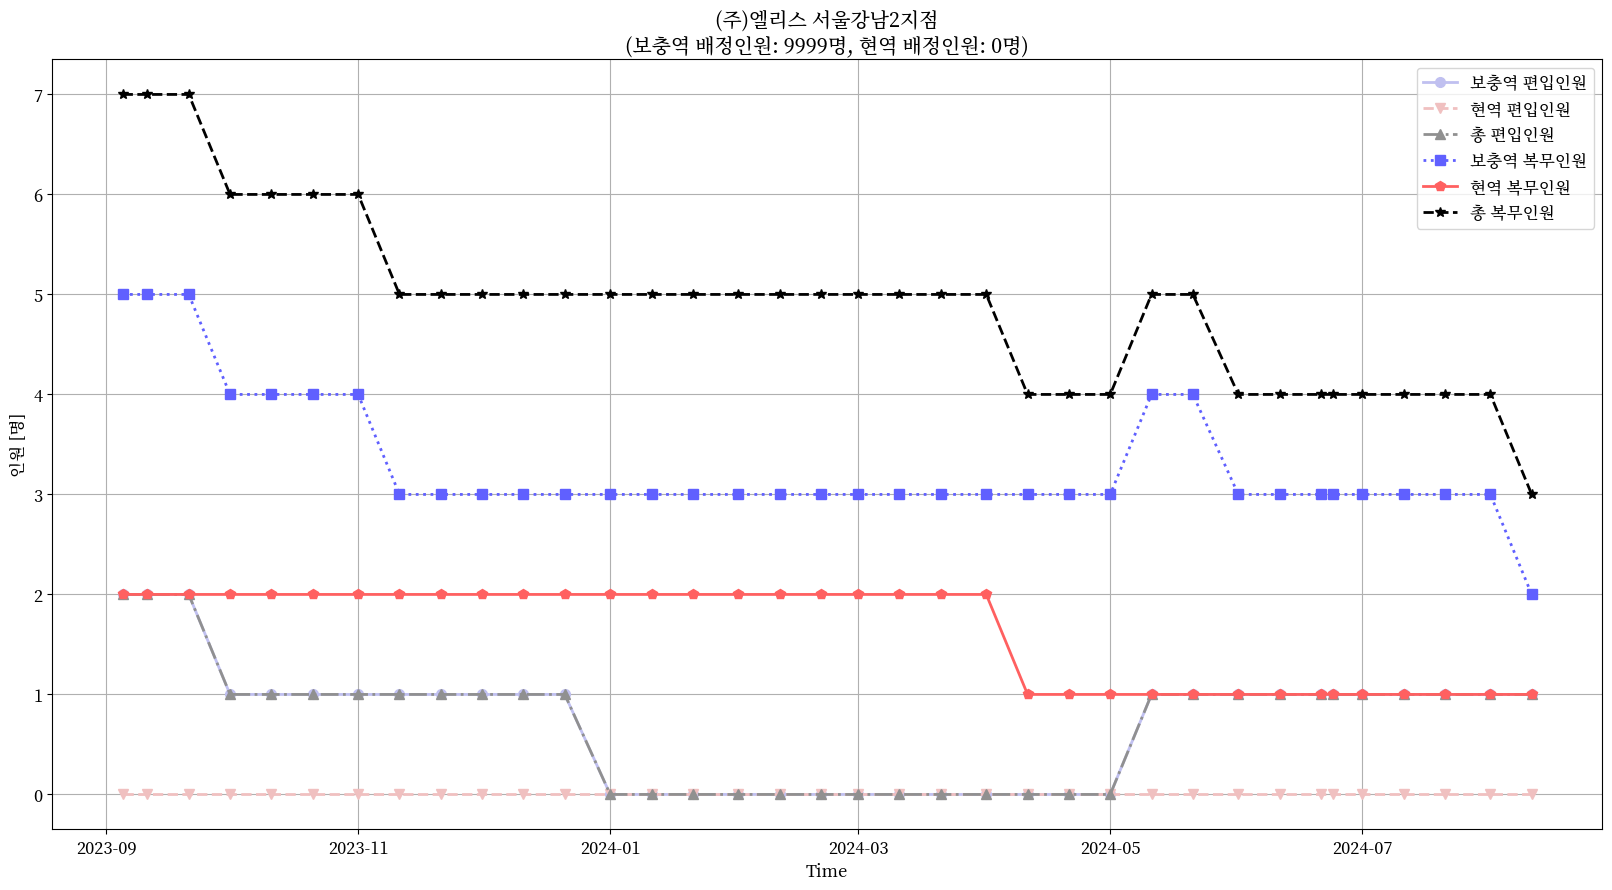 (주)엘리스 서울강남2지점
(보충역 배정인원: 9999명, 현역 배정인원: 0명)
보충역 편입인원
현역 편입인원
총 편입인원
보충역 복무인원
현역 복무인원
총 복무인원
인원 [명]
7
6
5
4
3
2
1
0
2023-09
2023-11
2024-01
2024-03
2024-05
2024-07
Time